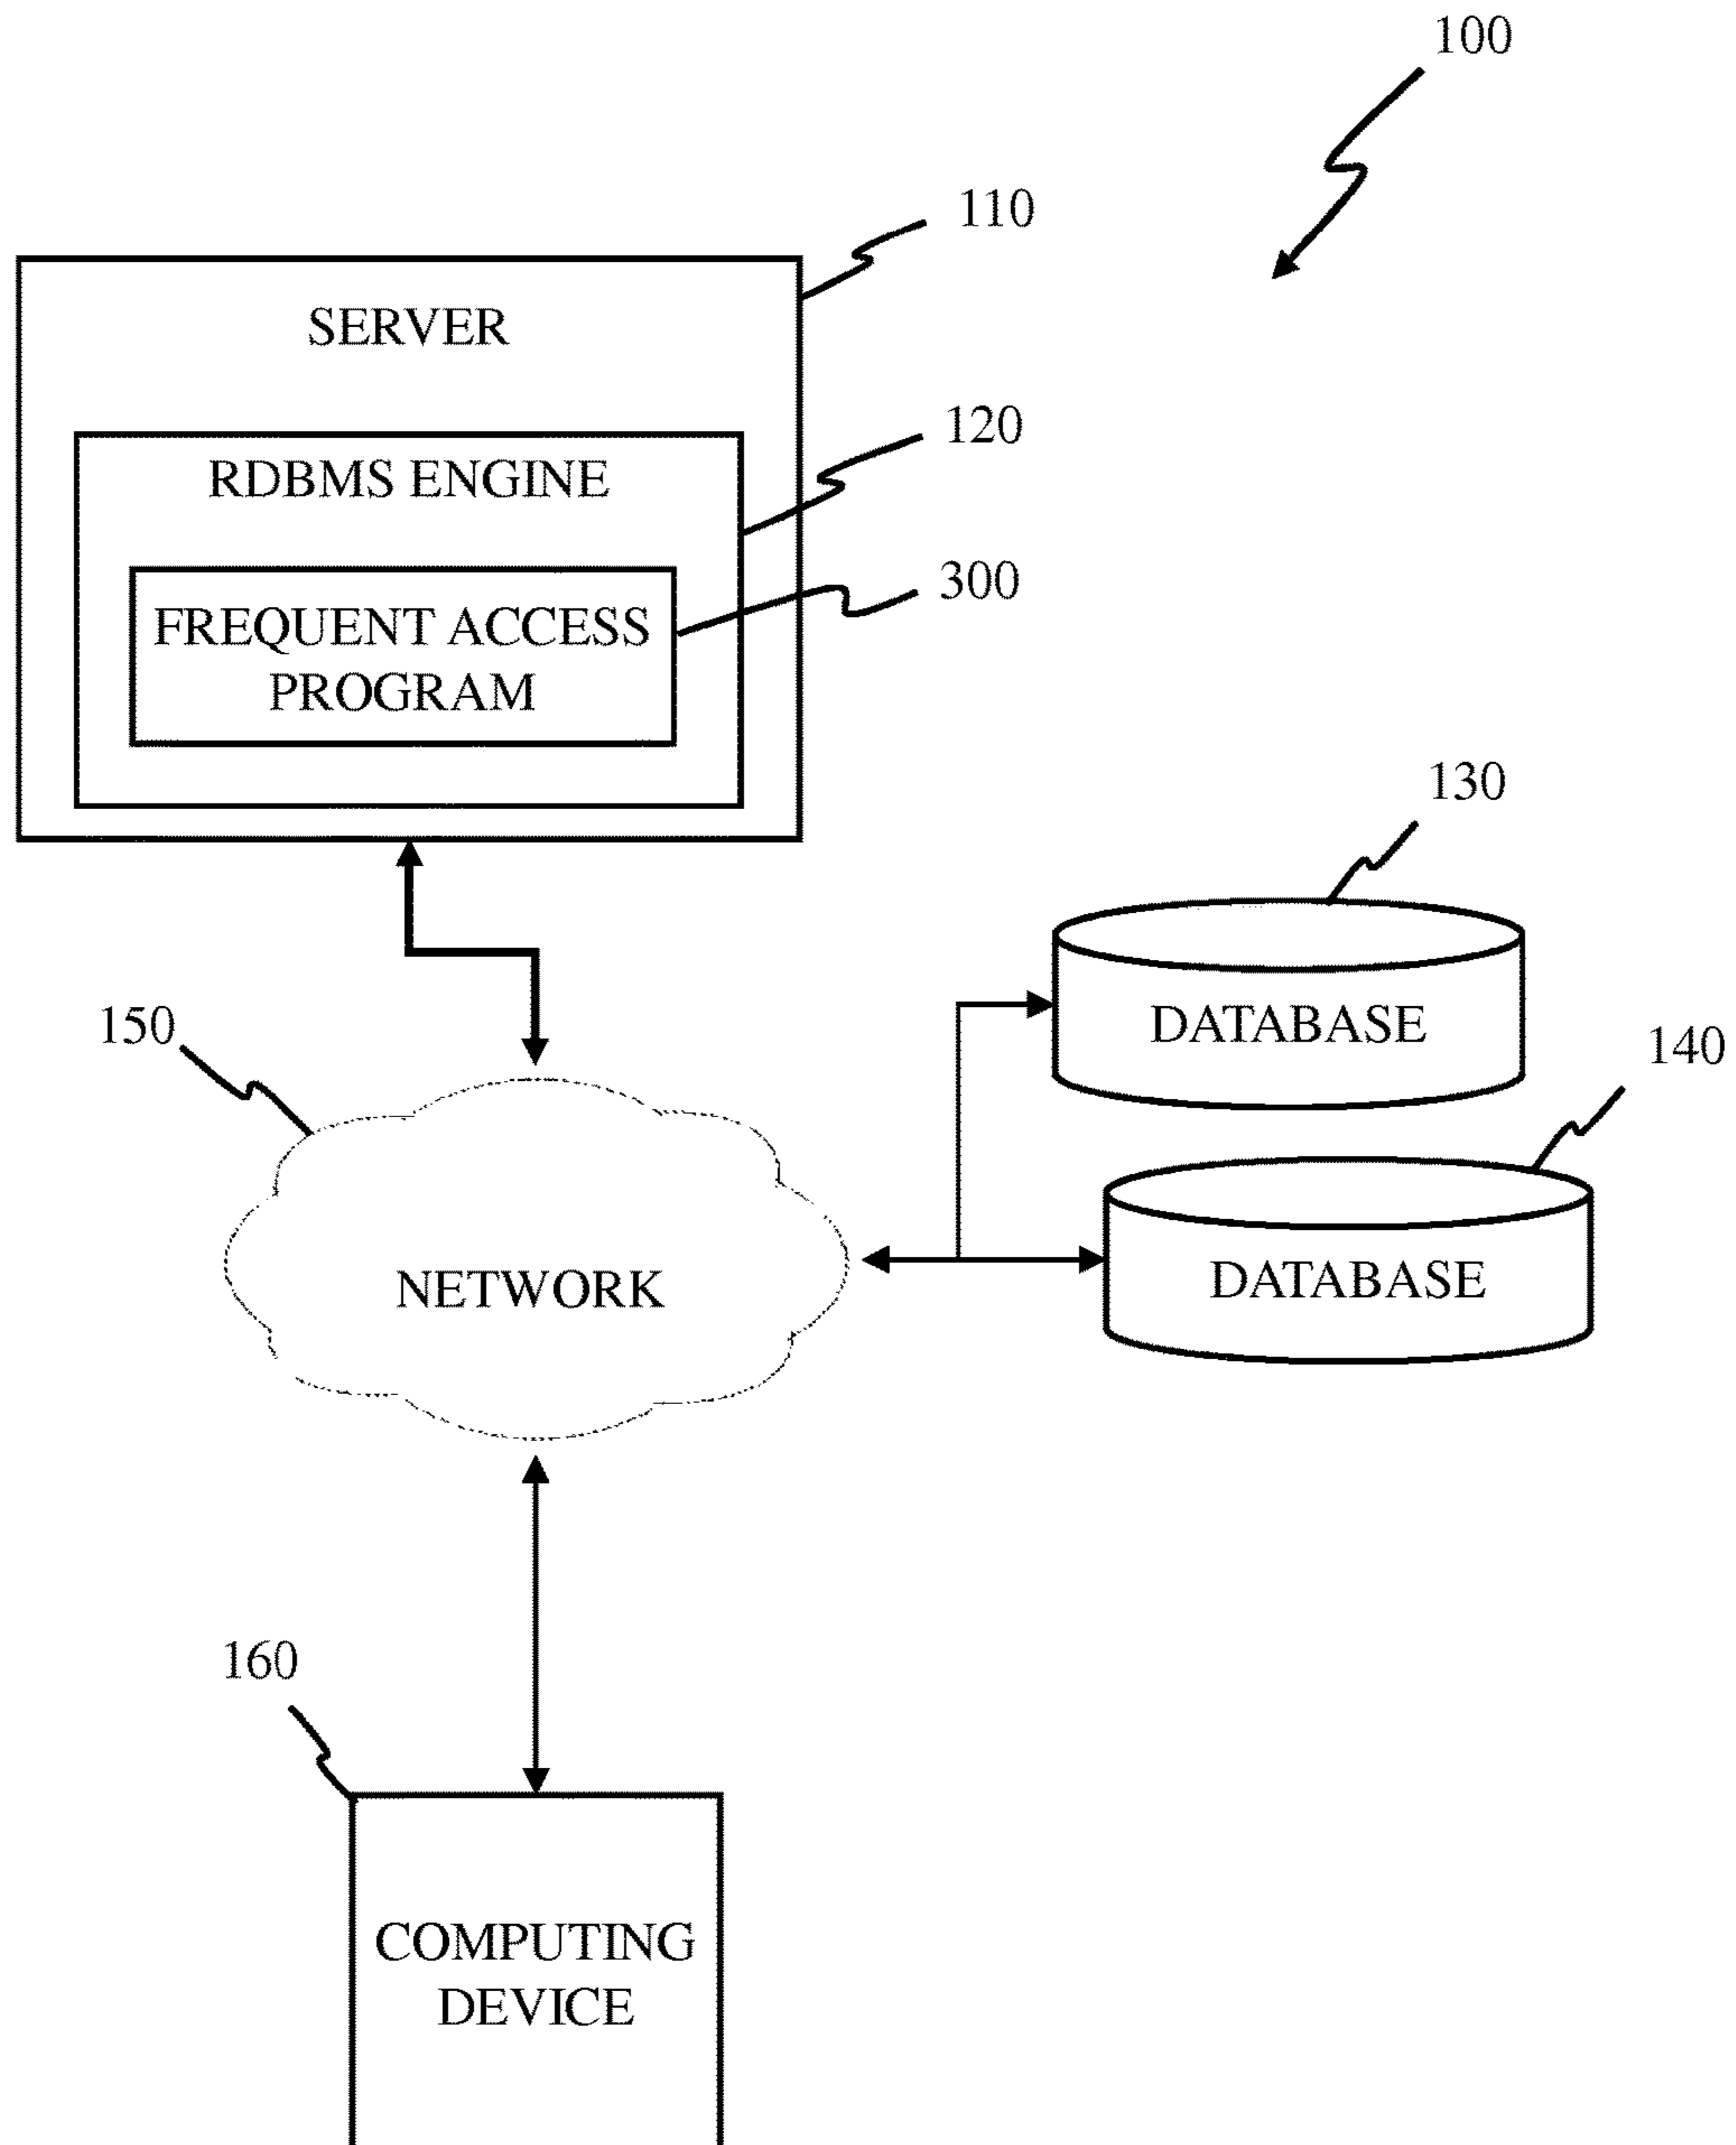 100
110
SERVER
120
RDBMS ENGINE
300
FREQUENT ACCESS
PROGRAM
130
150
DATABASE
140
NETWORK
DATABASE
160
COMPUTING
DEVICE